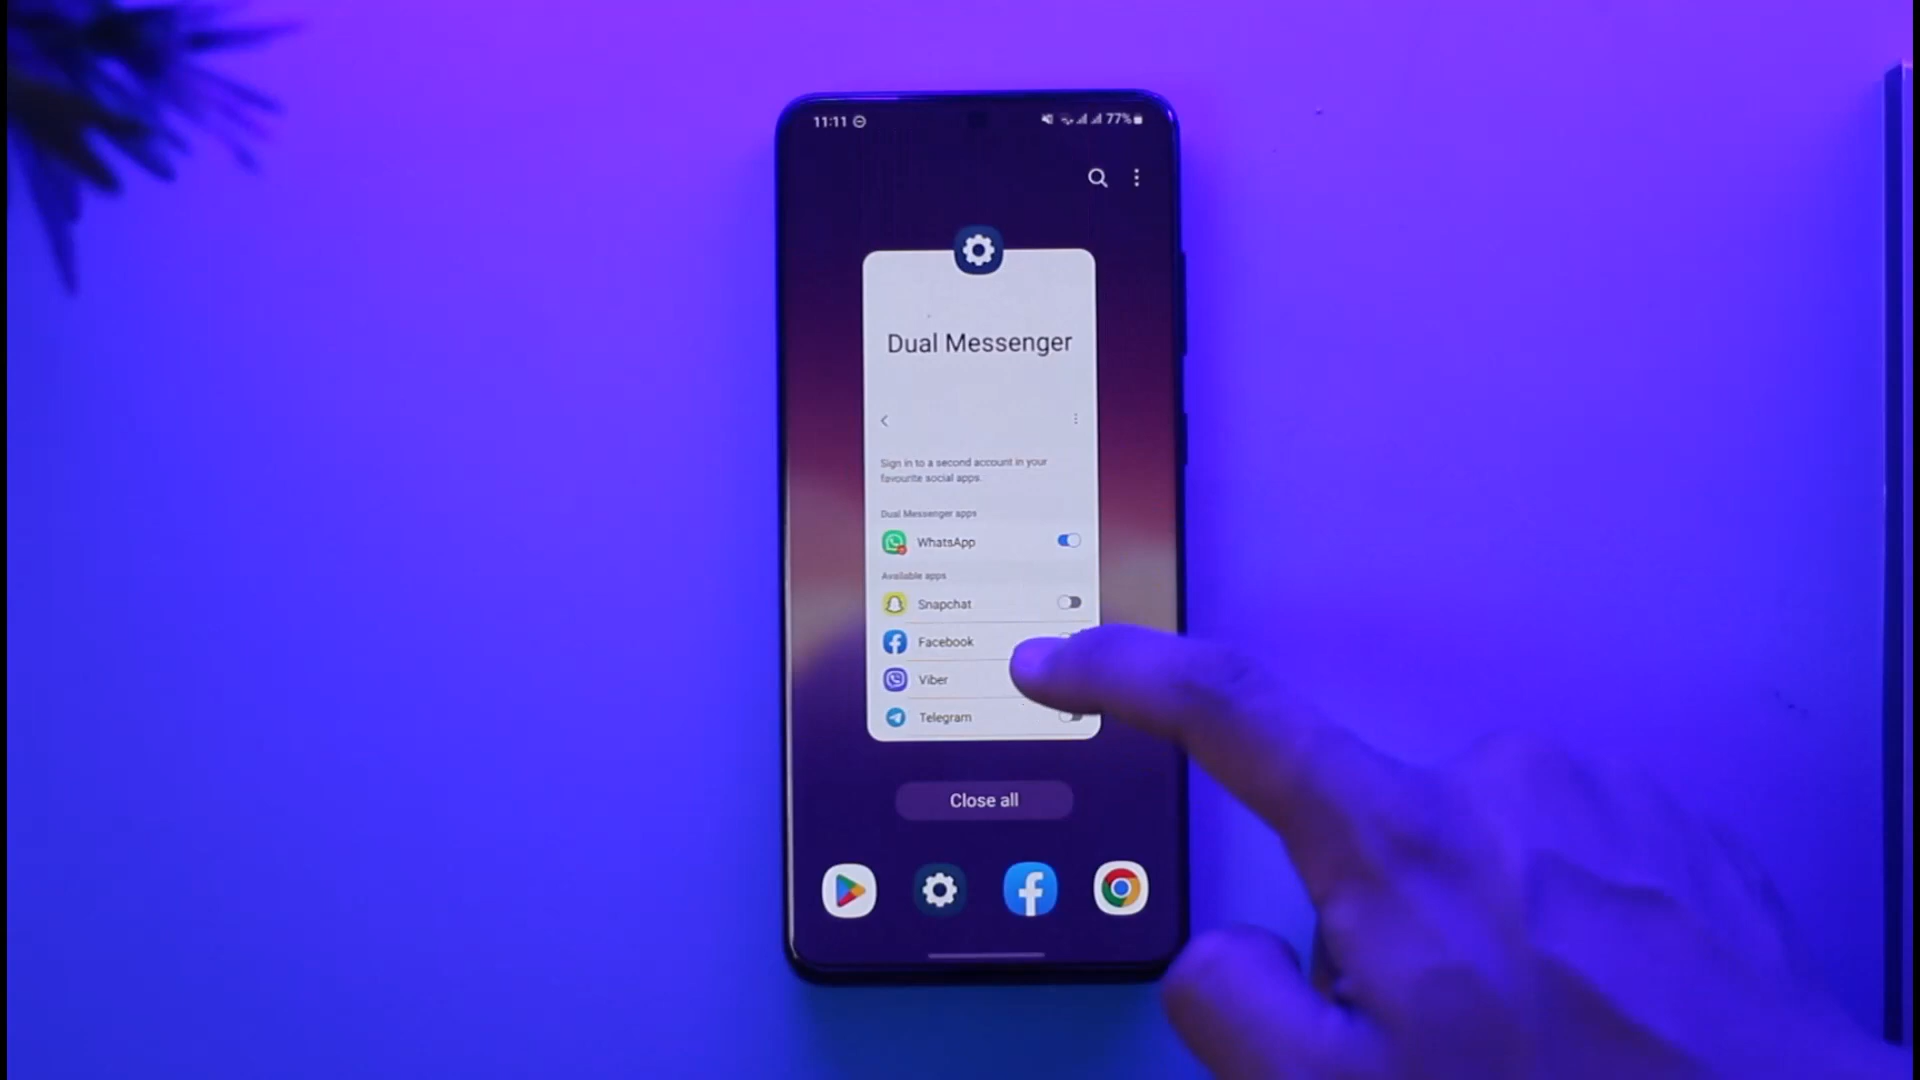 11:11
77%
Dual Messenger
Sign in to a second account in your
favourite social apps.
Dual Messenger apps
WhatsApp
Available apps
Snapchat
Facebook
Viber
Telegram
Close all